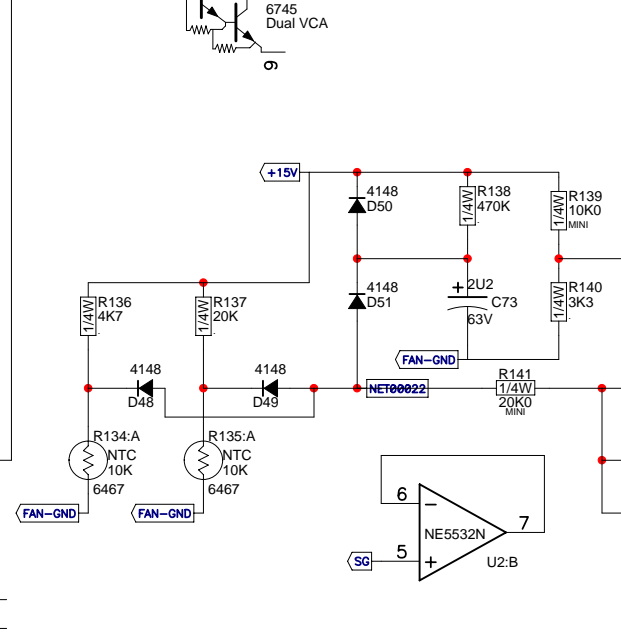 6745
Dual VCA
9
+15V
4148
D50
1/4W
R138
470K
1/4W
R139
10K0
MINI
4148
D51
+
2U2
C73
63V
1/4W
R140
3K3
1/4W
R136
4K7
1/4W
R137
20K
FAN-GND
4148
D48
4148
D49
NET00022
R141
1/4W
20K0
MINI
R134:A
NTC
10K
6467
R135:A
NTC
10K
6467
FAN-GND
FAN-GND
6
7
NE5532N
SG
5
U2:B